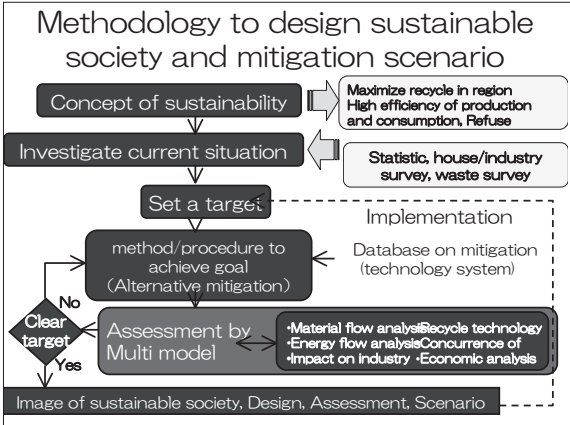 Methodology to design sustainable
society and mitigation scenario
Concept of sustainability
Maximize recycle in region
High efficiency of production
and consumption, Refuse
Investigate current situation
Statistic, house/industry
survey, waste survey
Set a target
Implementation
method/procedure to
achieve goal
(Alternative mitigation)
Database on mitigation
(technology system)
No
Clear
target
Yes
Assessment by
Multi model
•Material flow analysis•Recycle technology
•Energy flow analysis•Concurrence of
•Impact on industry •Economic analysis
Image of sustainable society, Design, Assessment, Scenario